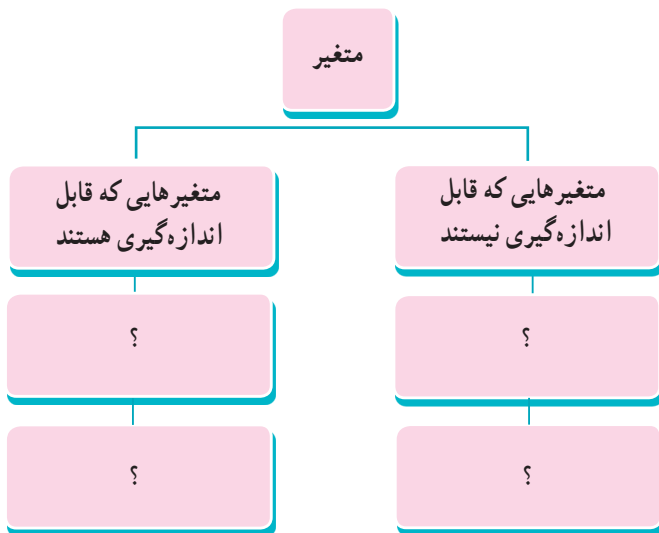 متغیر
متغیرهایی که قابل
اندازه‌گیری نیستند
متغیرهایی که قابل
اندازه‌گیری هستند
؟
؟
؟
؟